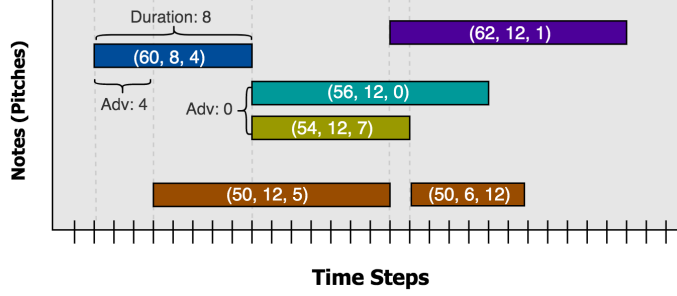 Duration: 8
(62, 12, 1)
(60, 8, 4)
(56, 12, 0)
Adv: 4
Adv: 0
(54, 12, 7)
(50, 12, 5)
(50, 6, 12)
Notes (Pitches)
Time Steps